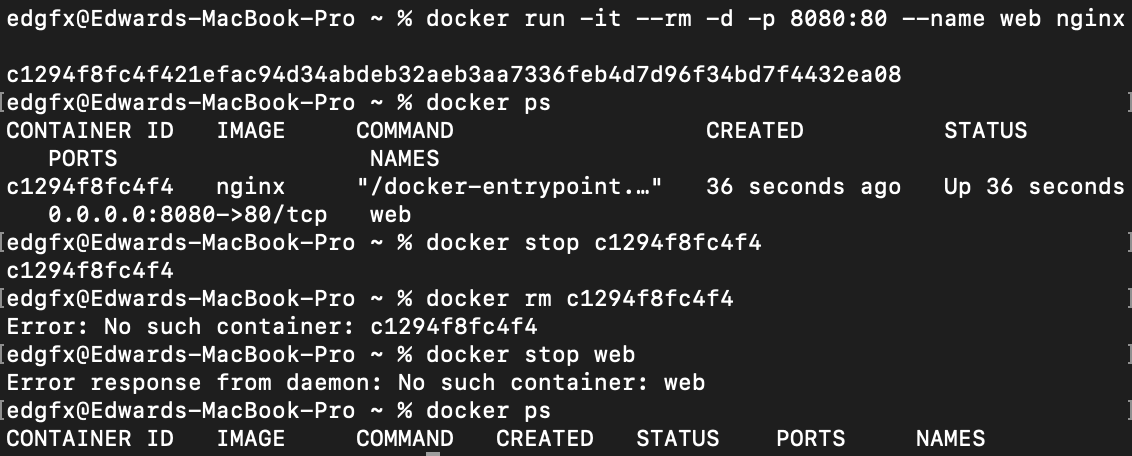 edgfx@Edwards-MacBook-Pro ~ % docker run -it --rm -d -p 8080:80 --name web nginx
c1294f8fc4f421efac94d34abdeb32aeb3aa7336feb4d7d96f34bd7f4432ea08
[edgfx@Edwards-MacBook-Pro ~ % docker ps ]
CONTAINER ID   IMAGE     COMMAND                  CREATED          STATUS
   PORTS                  NAMES
c1294f8fc4f4   nginx     "/docker-entrypoint.…"   36 seconds ago   Up 36 seconds
   0.0.0.0:8080->80/tcp   web
[edgfx@Edwards-MacBook-Pro ~ % docker stop c1294f8fc4f4 ]
c1294f8fc4f4
[edgfx@Edwards-MacBook-Pro ~ % docker rm c1294f8fc4f4 ]
Error: No such container: c1294f8fc4f4
[edgfx@Edwards-MacBook-Pro ~ % docker stop web ]
Error response from daemon: No such container: web
[edgfx@Edwards-MacBook-Pro ~ % docker ps ]
CONTAINER ID   IMAGE     COMMAND   CREATED   STATUS    PORTS     NAMES